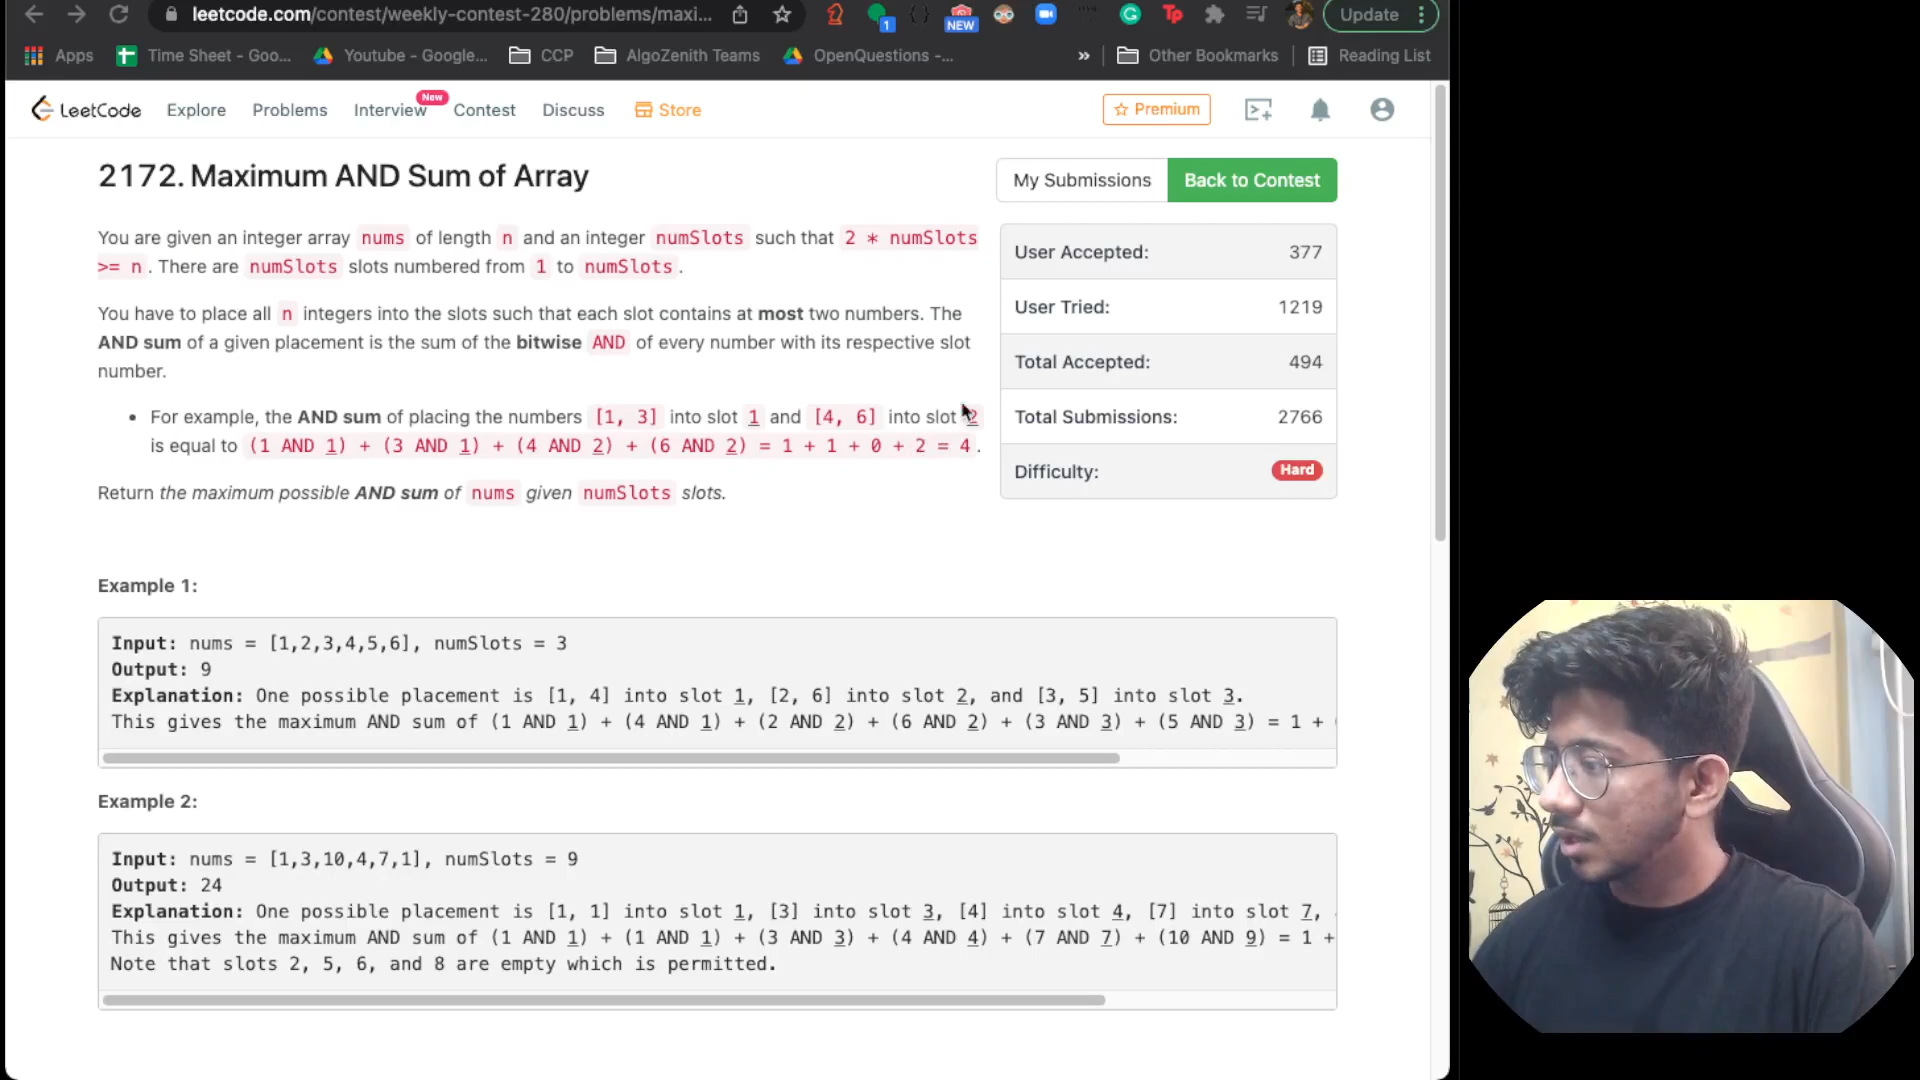 leetcode.com/contest/weekly-contest-280/problems/maxi...
1
NEW
Tp
Update
Apps
Time Sheet - Goo...
Youtube - Google...
CCP
AlgoZenith Teams
OpenQuestions -...
»
Other Bookmarks
Reading List
LeetCode
Explore
Problems
Interview
New
Contest
Discuss
Store
Premium
2172. Maximum AND Sum of Array
My Submissions
Back to Contest
You are given an integer array nums of length n and an integer numSlots such that 2 * numSlots
>= n . There are numSlots slots numbered from 1 to numSlots.
You have to place all n integers into the slots such that each slot contains at most two numbers. The
AND sum of a given placement is the sum of the bitwise AND of every number with its respective slot
number.
• For example, the AND sum of placing the numbers [1, 3] into slot 1 and [4, 6] into slot 2
is equal to (1 AND 1) + (3 AND 1) + (4 AND 2) + (6 AND 2) = 1 + 1 + 0 + 2 = 4.
Return the maximum possible AND sum of nums given numSlots slots.
User Accepted: 377
User Tried: 1219
Total Accepted: 494
Total Submissions: 2766
Difficulty: Hard
Example 1:
Input: nums = [1,2,3,4,5,6], numSlots = 3
Output: 9
Explanation: One possible placement is [1, 4] into slot 1, [2, 6] into slot 2, and [3, 5] into slot 3.
This gives the maximum AND sum of (1 AND 1) + (4 AND 1) + (2 AND 2) + (6 AND 2) + (3 AND 3) + (5 AND 3) = 1 +
Example 2:
Input: nums = [1,3,10,4,7,1], numSlots = 9
Output: 24
Explanation: One possible placement is [1, 1] into slot 1, [3] into slot 3, [4] into slot 4, [7] into slot 7,
This gives the maximum AND sum of (1 AND 1) + (1 AND 1) + (3 AND 3) + (4 AND 4) + (7 AND 7) + (10 AND 9) = 1 +
Note that slots 2, 5, 6, and 8 are empty which is permitted.